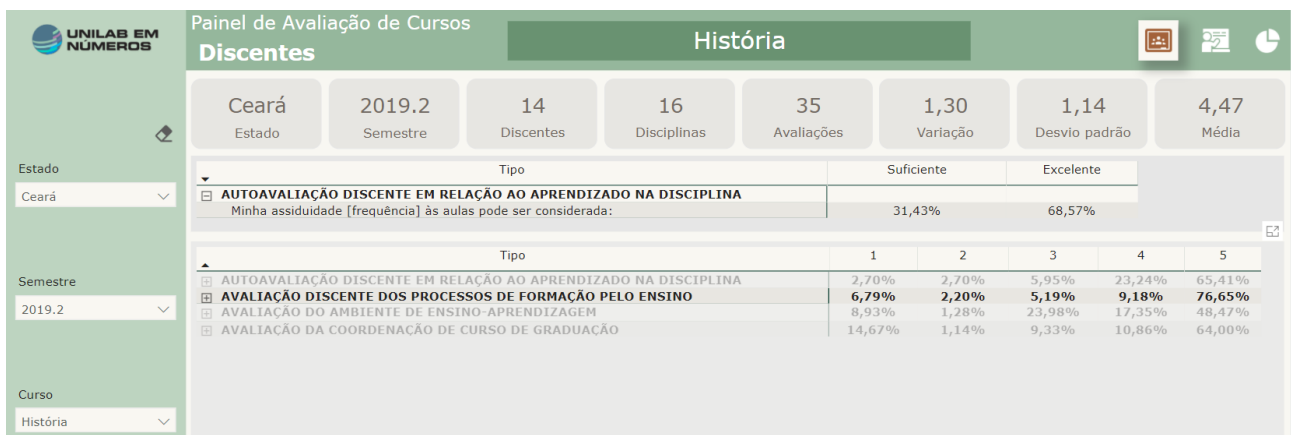 UNILAB EM
NÚMEROS
Painel de Avaliação de Cursos
Discentes
História
Ceará
Estado
2019.2
Semestre
14
Discentes
16
Disciplinas
35
Avaliações
1,30
Variação
1,14
Desvio padrão
4,47
Média
Estado
Ceará
Semestre
2019.2
Curso
História
Tipo Suficiente Excelente
AUTOAVALIAÇÃO DISCENTE EM RELAÇÃO AO APRENDIZADO NA DISCIPLINA
Minha assiduidade [frequência] às aulas pode ser considerada: 31,43% 68,57%
Tipo 1 2 3 4 5
AUTOAVALIAÇÃO DISCENTE EM RELAÇÃO AO APRENDIZADO NA DISCIPLINA 2,70% 2,70% 5,95% 23,24% 65,41%
AVALIAÇÃO DISCENTE DOS PROCESSOS DE FORMAÇÃO PELO ENSINO 6,79% 2,20% 5,19% 9,18% 76,65%
AVALIAÇÃO DO AMBIENTE DE ENSINO-APRENDIZAGEM 8,93% 1,28% 23,98% 17,35% 48,47%
AVALIAÇÃO DA COORDENAÇÃO DE CURSO DE GRADUAÇÃO 14,67% 1,14% 9,33% 10,86% 64,00%